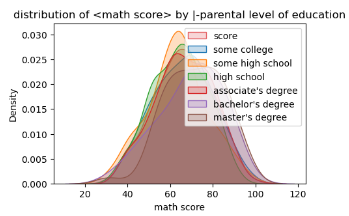 distribution of <math score> by |-parental level of education
score
some college
some high school
high school
associate's degree
bachelor's degree
master's degree
Density
0.030
0.025
0.020
0.015
0.010
0.005
0.000
20 40 60 80 100 120
math score